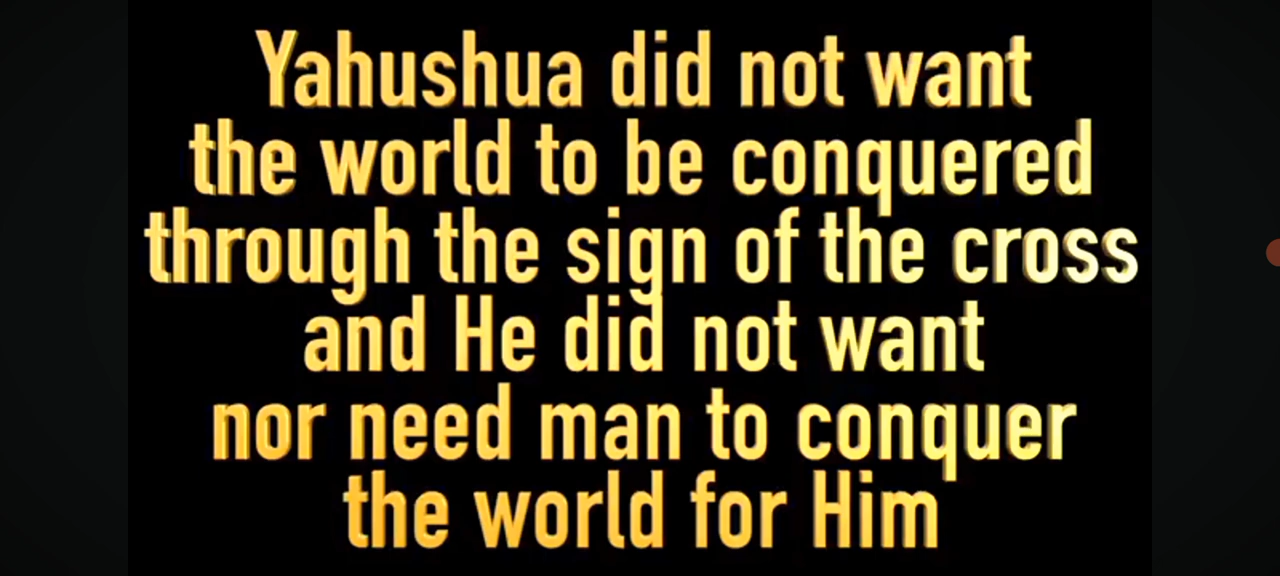 Yahushua did not want
the world to be conquered
through the sign of the cross
and He did not want
nor need man to conquer
the world for Him